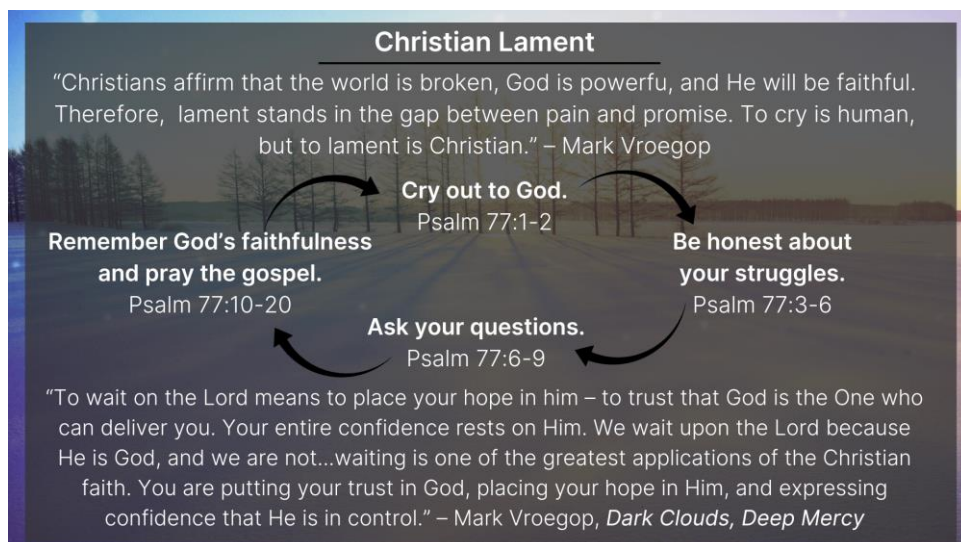 Christian Lament
“Christians affirm that the world is broken, God is powerfu, and He will be faithful.
Therefore, lament stands in the gap between pain and promise. To cry is human,
but to lament is Christian.” – Mark Vroegop
Cry out to God.
Psalm 77:1-2
Be honest about
your struggles.
Psalm 77:3-6
Ask your questions.
Psalm 77:6-9
Remember God’s faithfulness
and pray the gospel.
Psalm 77:10-20
“To wait on the Lord means to place your hope in him – to trust that God is the One who
can deliver you. Your entire confidence rests on Him. We wait upon the Lord because
He is God, and we are not...waiting is one of the greatest applications of the Christian
faith. You are putting your trust in God, placing your hope in Him, and expressing
confidence that He is in control.” – Mark Vroegop, Dark Clouds, Deep Mercy